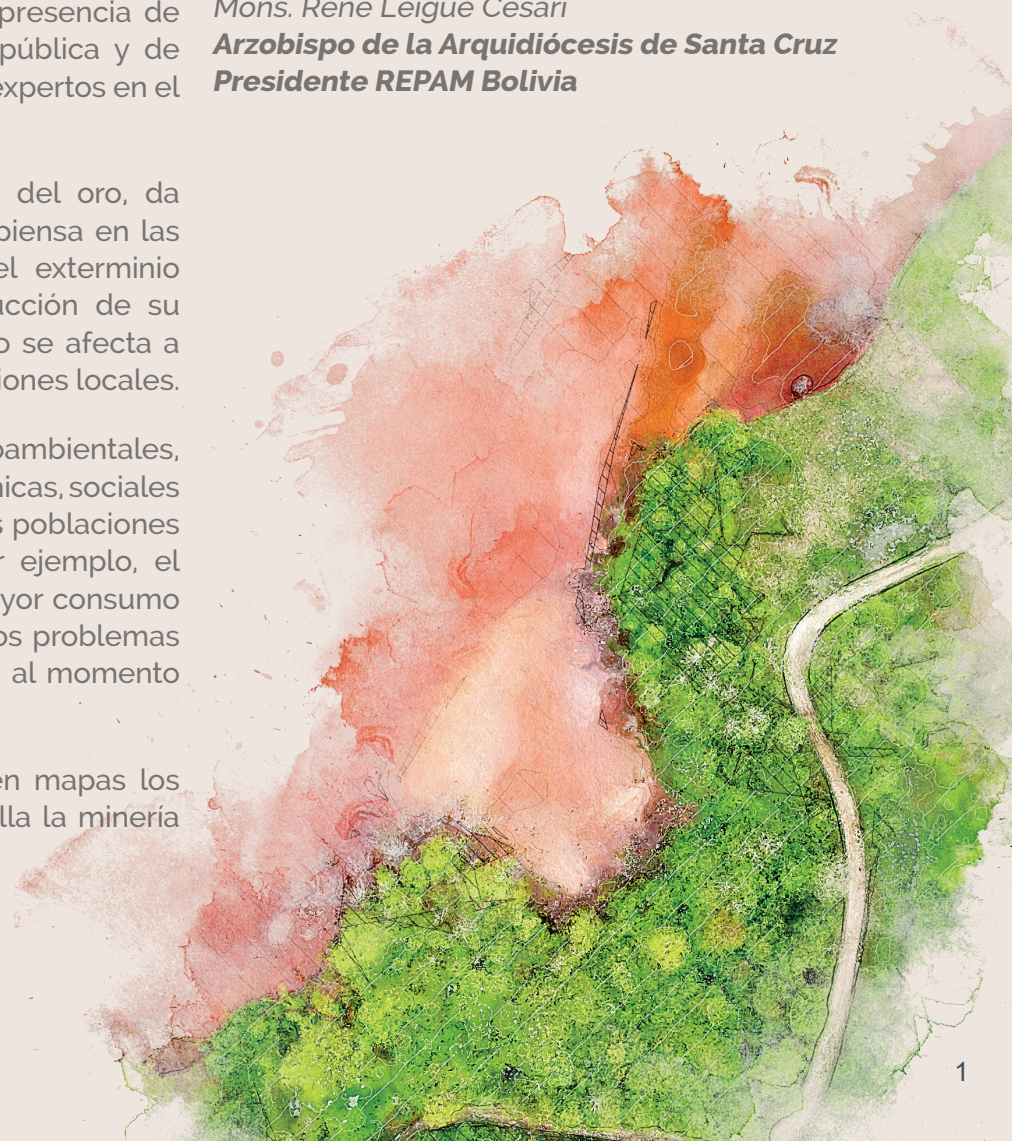 presencia de
pública y de
expertos en el
del oro, da
piensa en las
el exterminio
ucción de su
o se afecta a
iones locales.
oambientales,
nicas, sociales
s poblaciones
r ejemplo, el
yor consumo
os problemas
al momento
en mapas los
lla la minería
Mons. René Leigue Cesari
Arzobispo de la Arquidiócesis de Santa Cruz
Presidente REPAM Bolivia
1